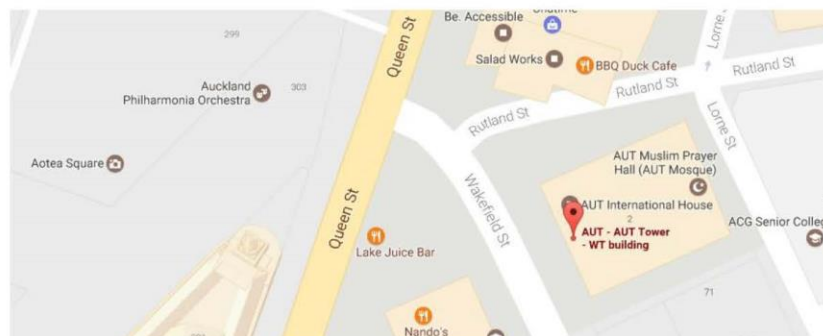 299
Auckland
Philharmonia Orchestra
303
Aotea Square
Queen St
Queen St
Be. Accessible
Salad Works
BBQ Duck Cafe
Lorne St
Rutland St
Rutland St
Rutland St
Lorne St
Wakefield St
AUT Muslim Prayer
Hall (AUT Mosque)
AUT International House
2
AUT - AUT Tower
- WT building
ACG Senior Colleg
Lake Juice Bar
71
Nando's